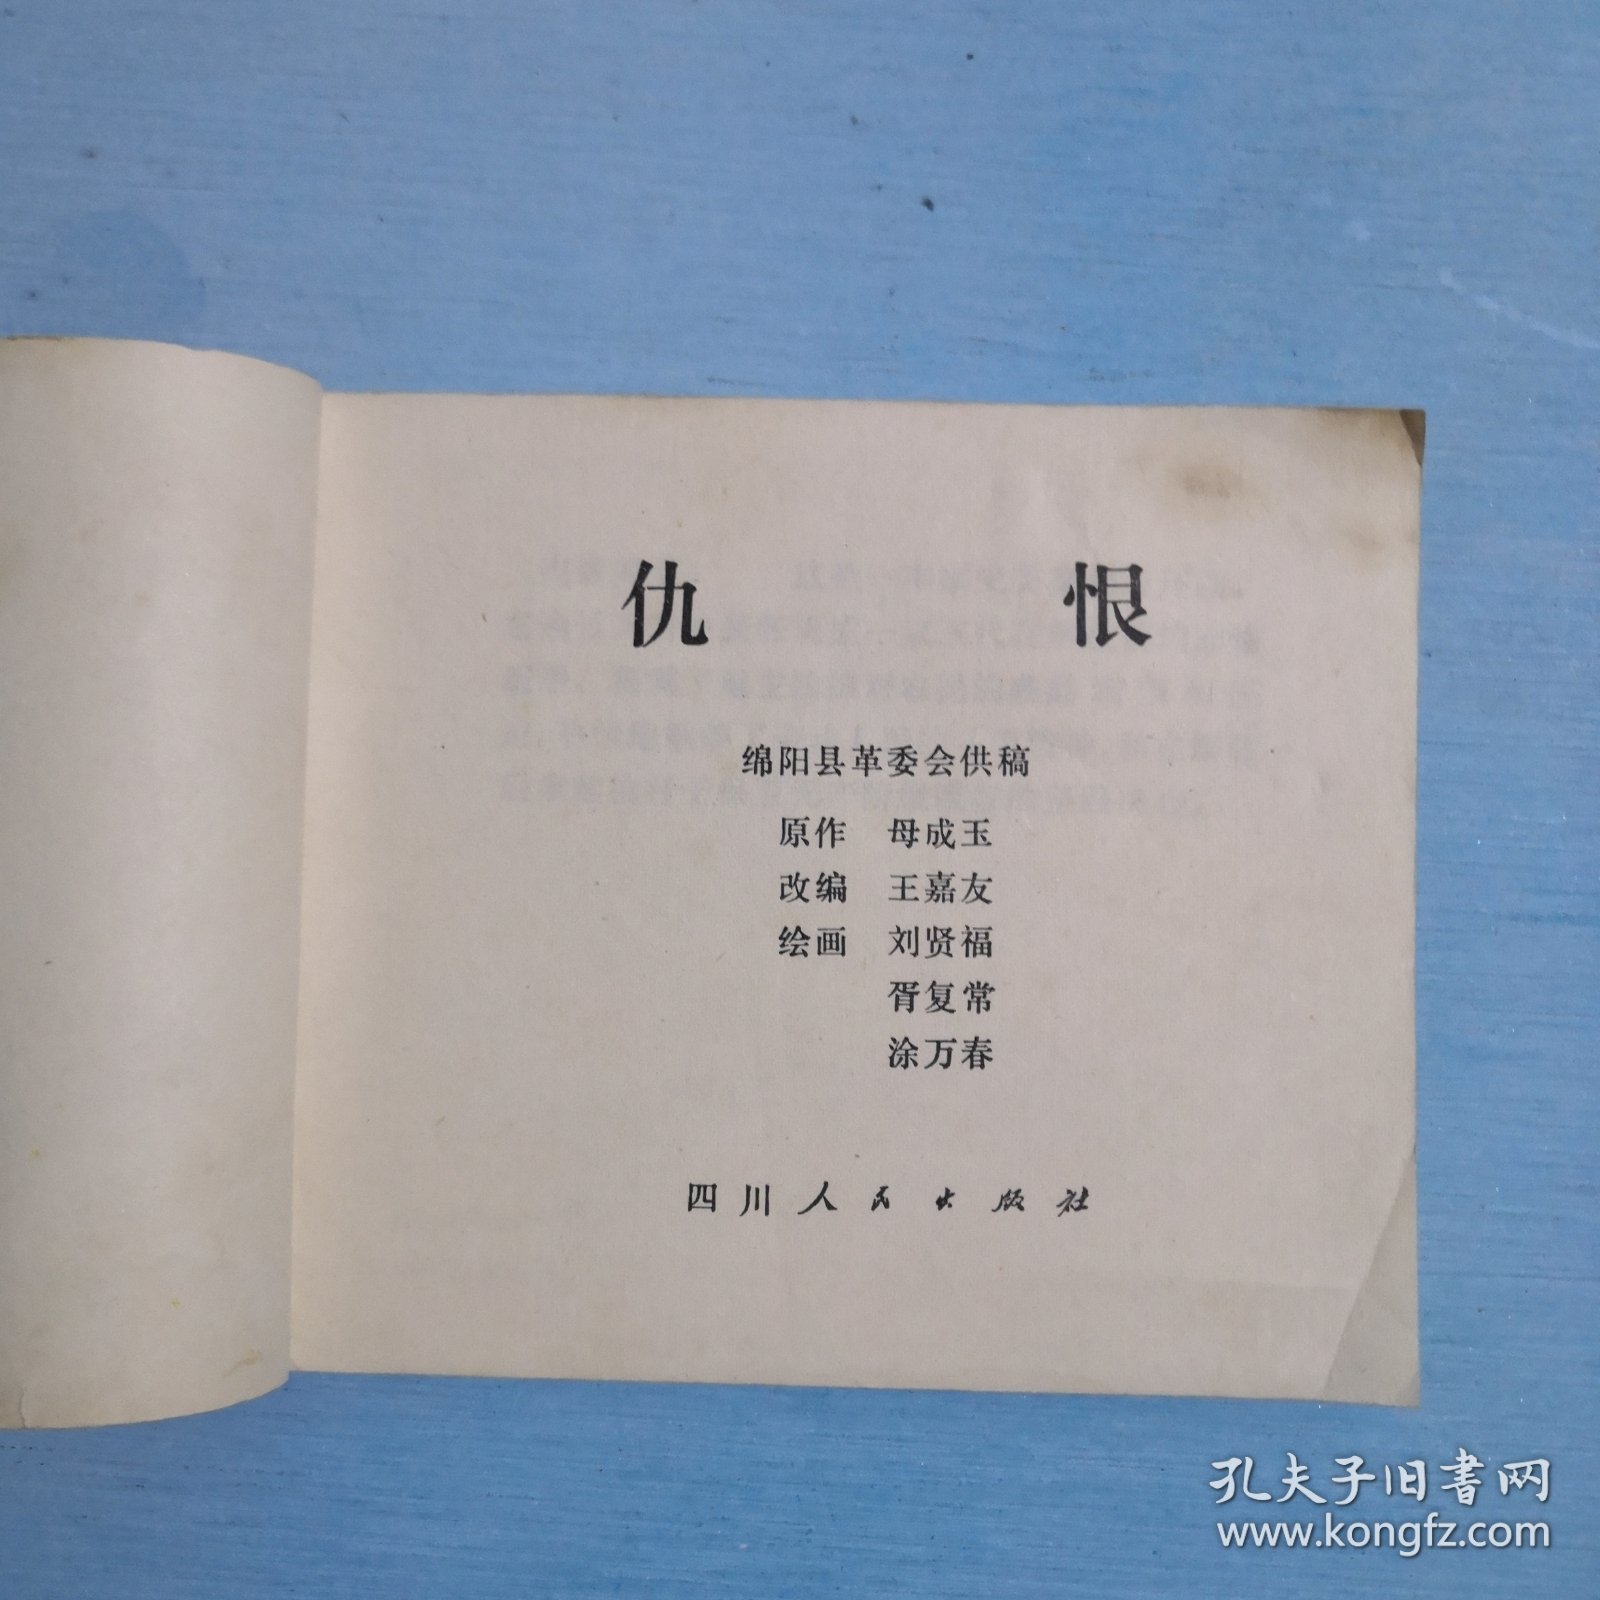 仇 恨
绵阳县革委会供稿
原作 母成玉
改编 王嘉友
绘画 刘贤福
胥复常
涂万春
四川人民出版社
孔夫子旧书网
www.kongfz.com